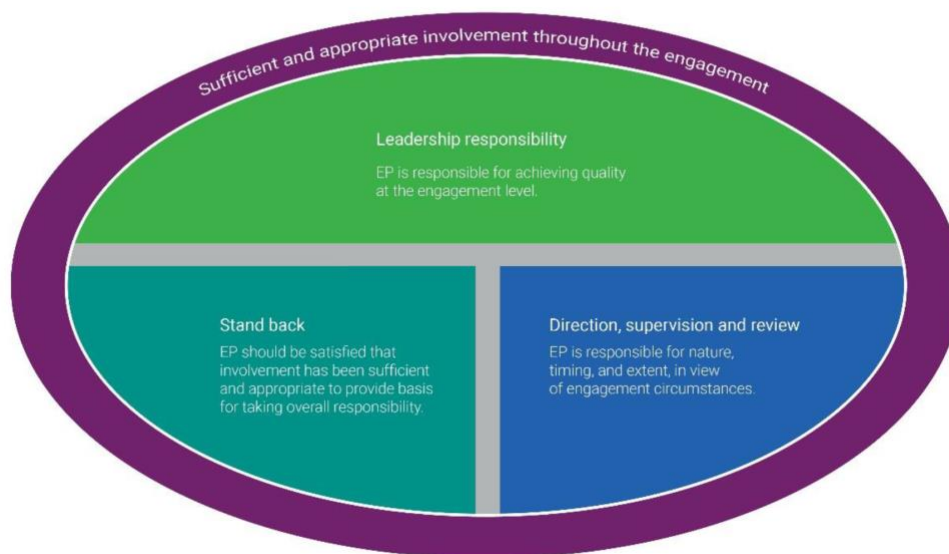 Sufficient and appropriate involvement throughout the engagement
Leadership responsibility
EP is responsible for achieving quality
at the engagement level.
Stand back
EP should be satisfied that
involvement has been sufficient
and appropriate to provide basis
for taking overall responsibility.
Direction, supervision and review
EP is responsible for nature,
timing, and extent, in view
of engagement circumstances.